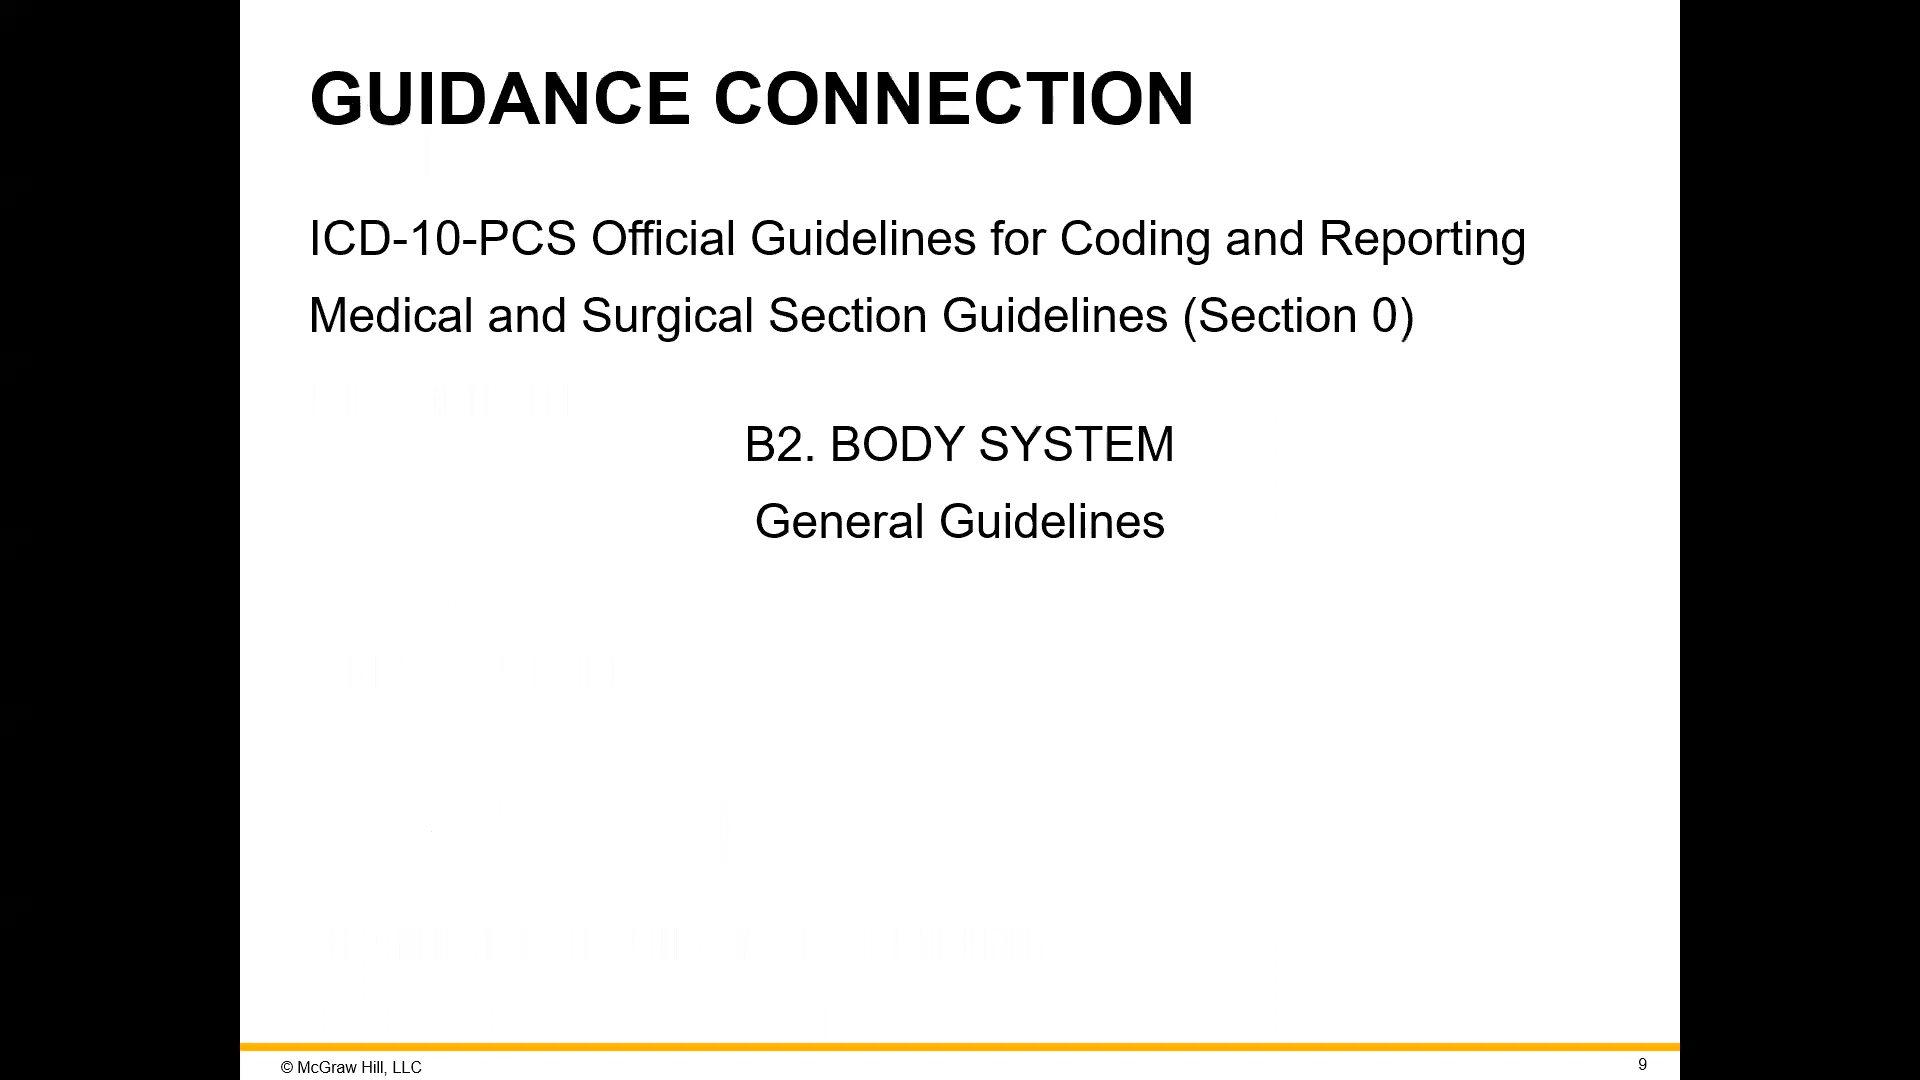 GUIDANCE CONNECTION
ICD-10-PCS Official Guidelines for Coding and Reporting
Medical and Surgical Section Guidelines (Section 0)
B2. BODY SYSTEM
General Guidelines
© McGraw Hill, LLC
9